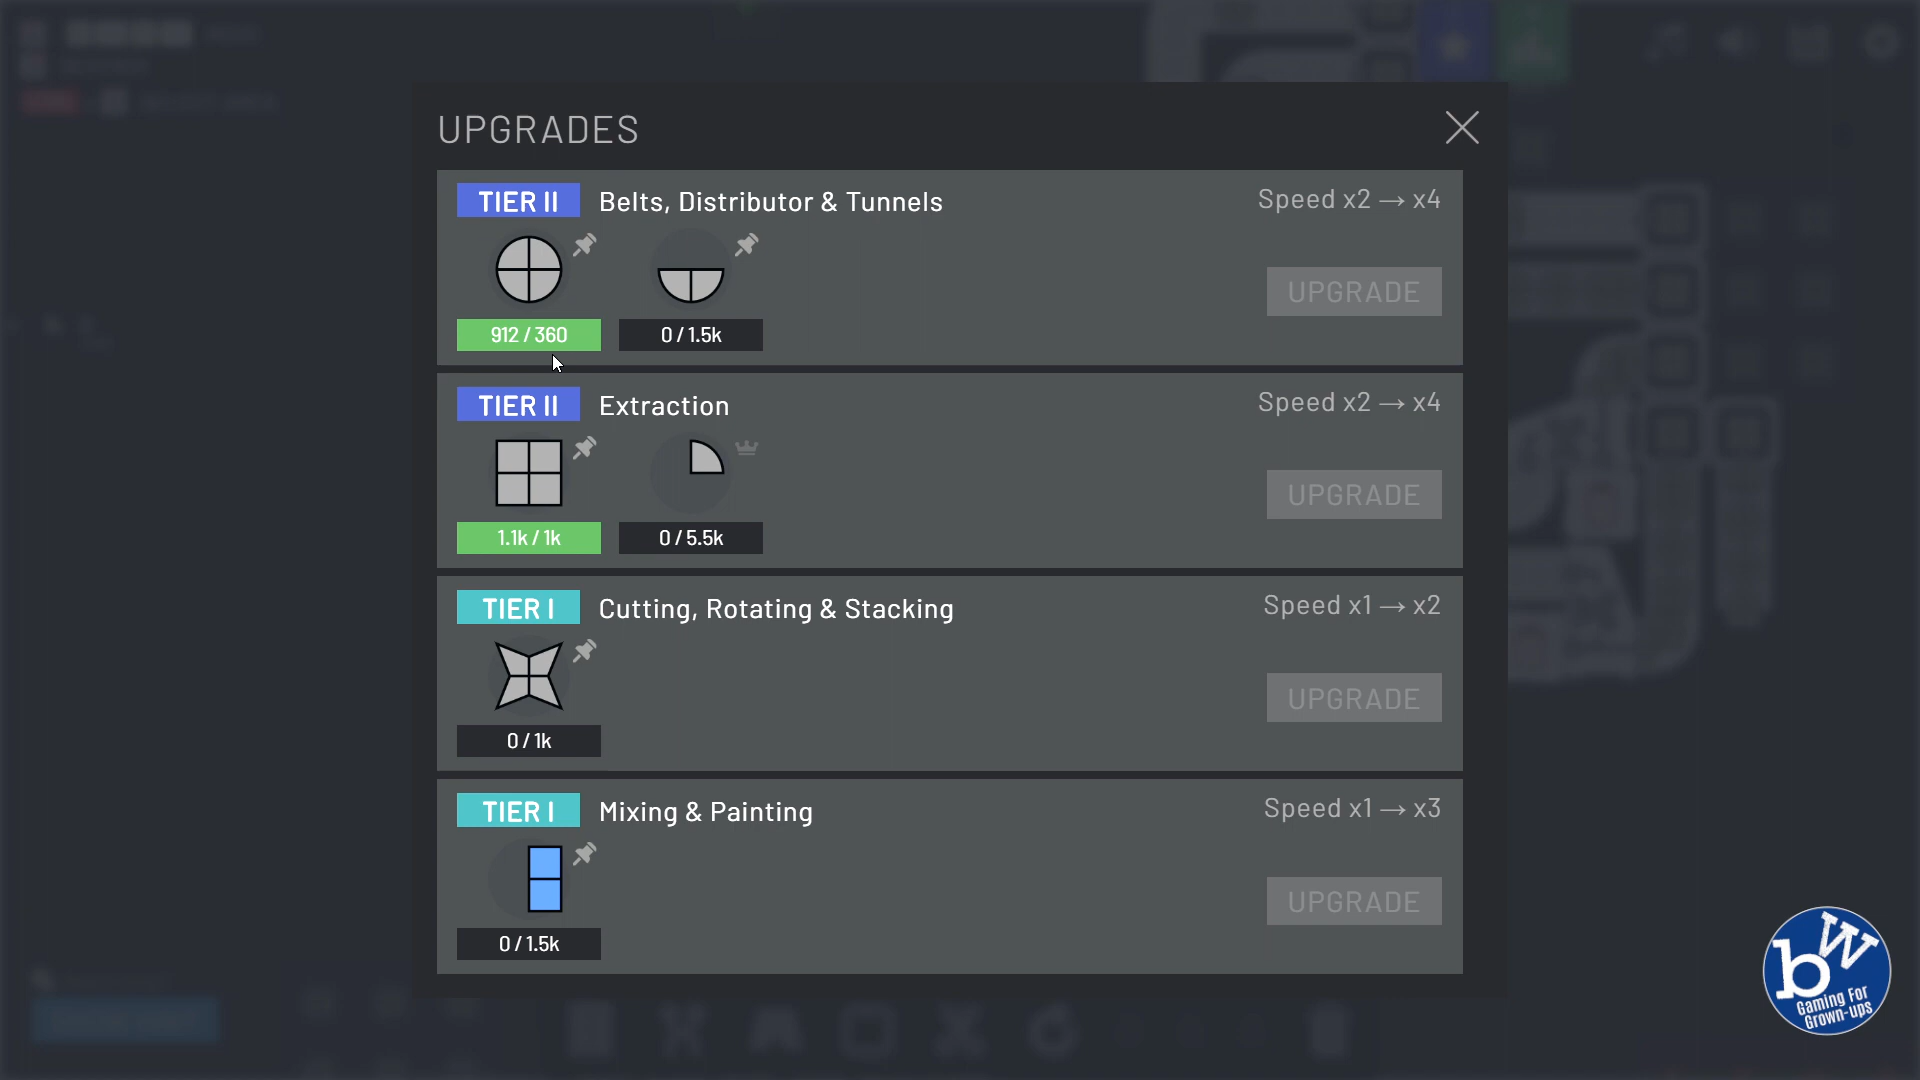 UPGRADES
TIER II Belts, Distributor & Tunnels Speed x2 → x4
UPGRADE
912 / 360 0 / 1.5k
TIER II Extraction Speed x2 → x4
UPGRADE
1.1k / 1k 0 / 5.5k
TIER I Cutting, Rotating & Stacking Speed x1 → x2
UPGRADE
0 / 1k
TIER I Mixing & Painting Speed x1 → x3
UPGRADE
0 / 1.5k
bW
Gaming For
Grown-ups